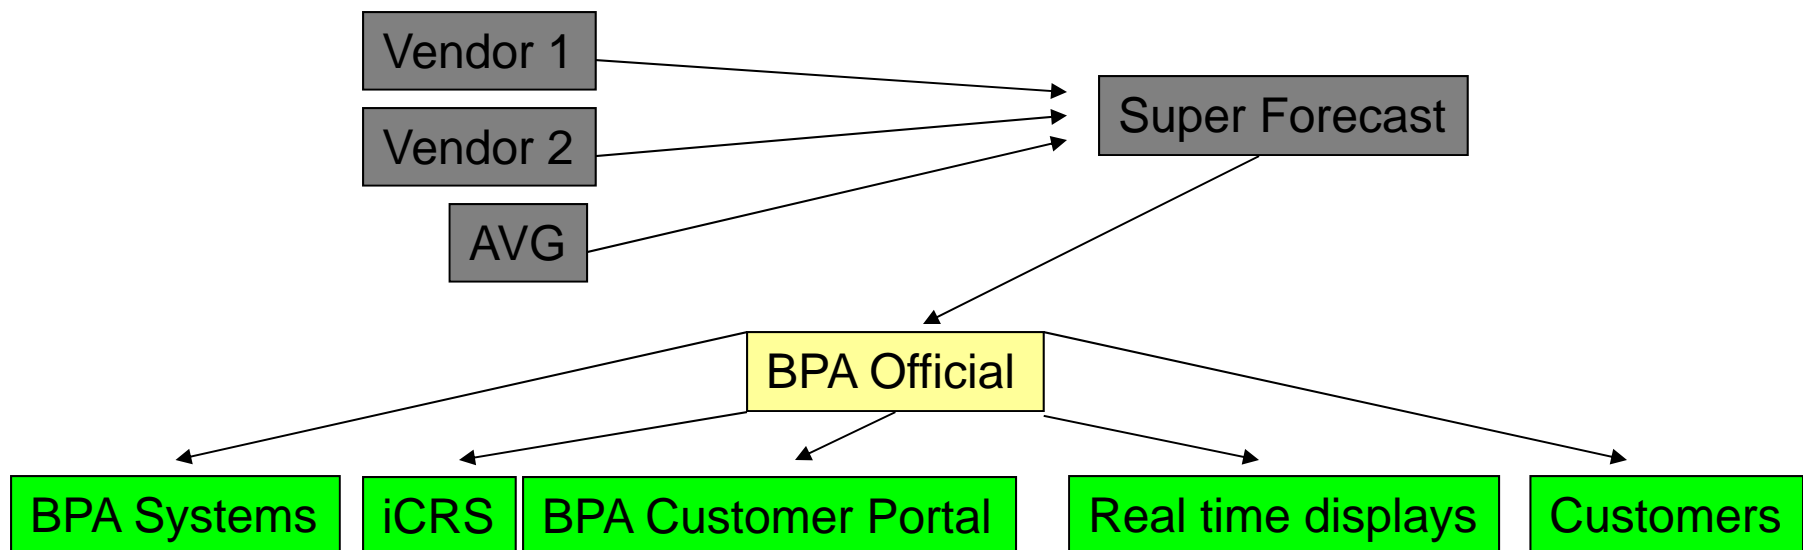 Vendor 1
Vendor 2
AVG
Super Forecast
BPA Official
BPA Systems
iCRS
BPA Customer Portal
Real time displays
Customers